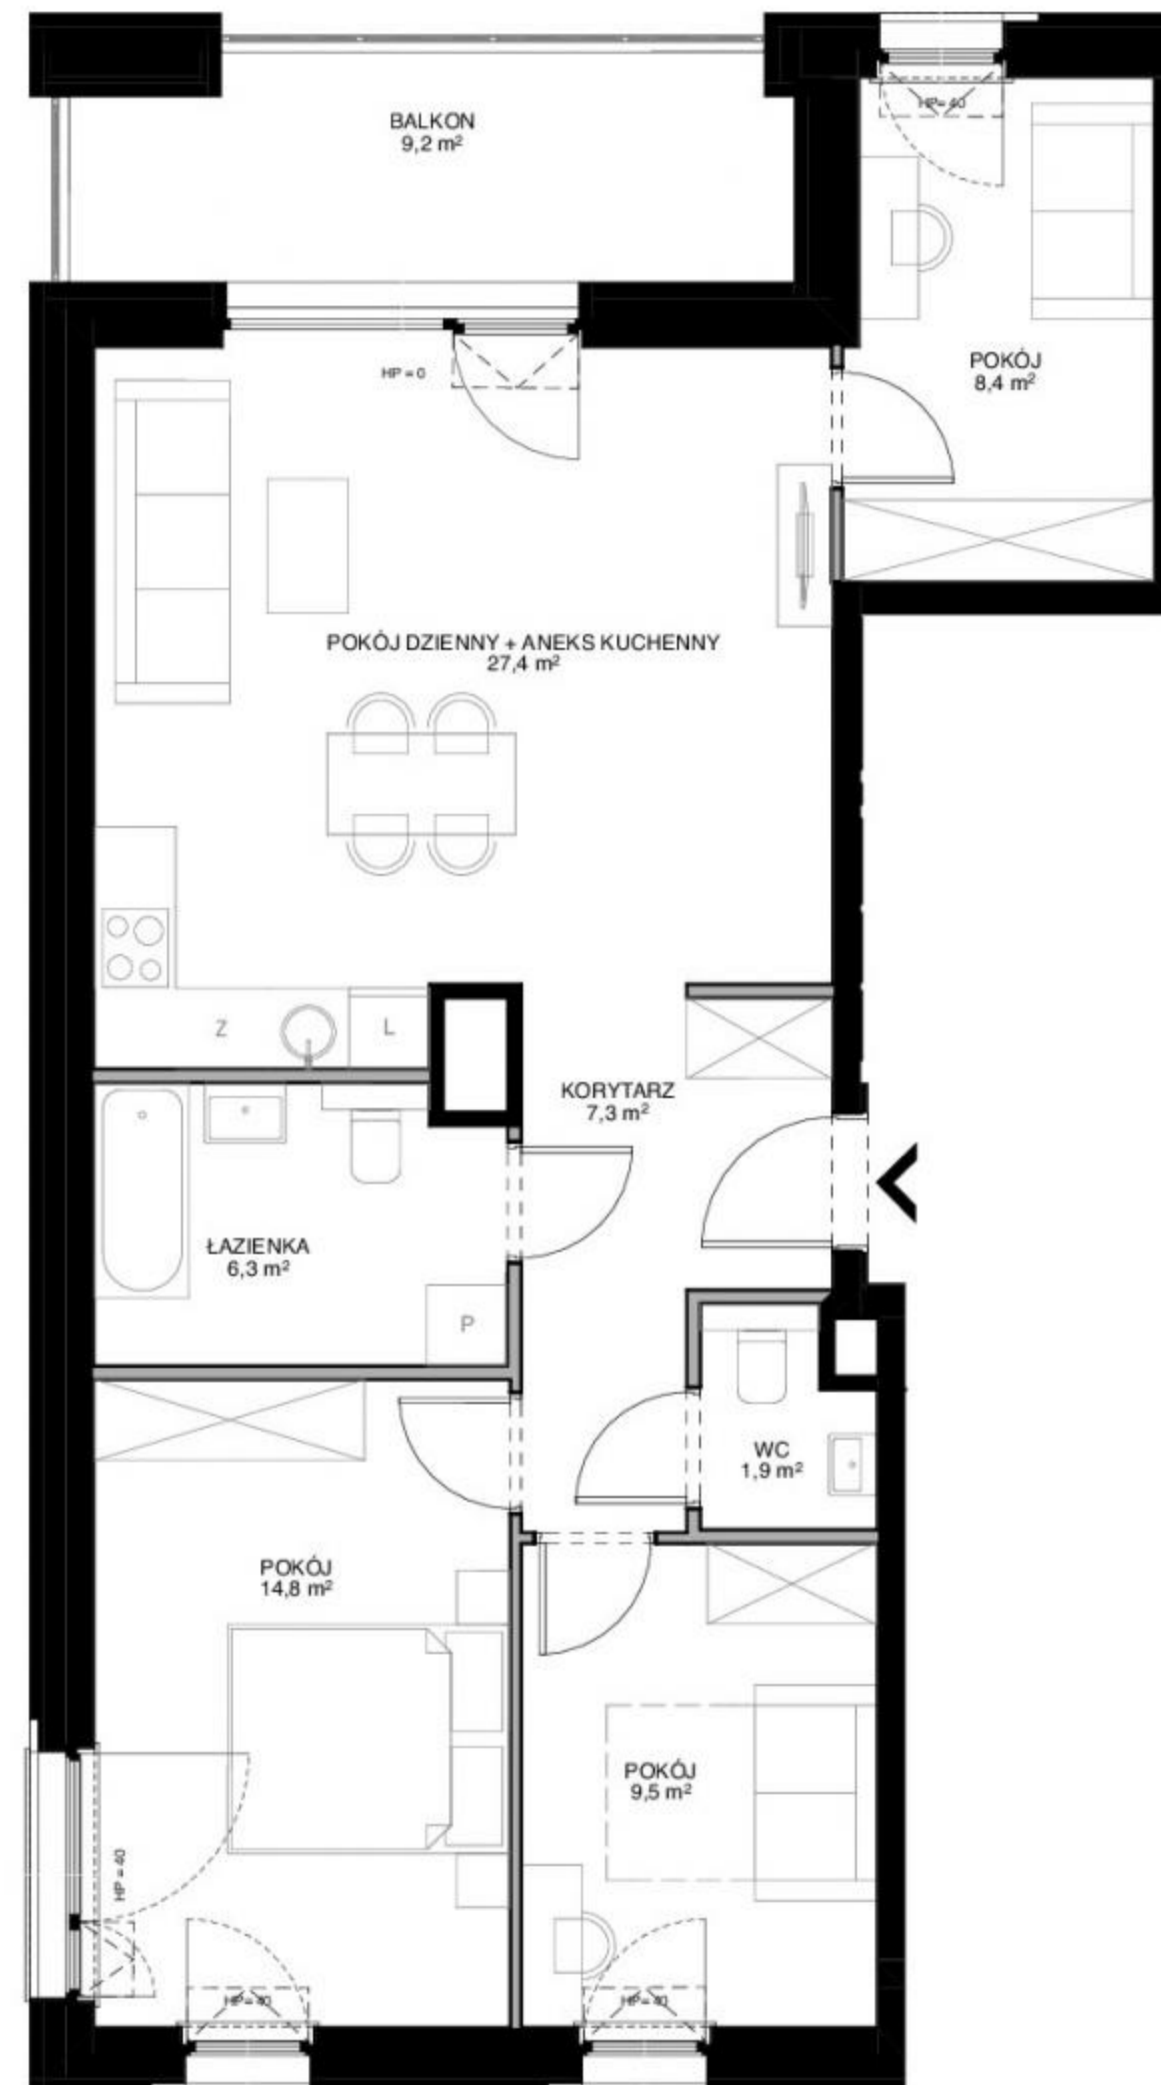 BALKON
9,2 m²
HP= 40
POKÓJ
8,4 m²
HP = 0
POKÓJ DZIENNY + ANEKS KUCHENNY
27,4 m²
Z
L
KORYTARZ
7,3 m²
ŁAZIENKA
6,3 m²
P
WC
1,9 m²
POKÓJ
14,8 m²
POKÓJ
9,5 m²
HP = 40
HP= 40
HP= 40